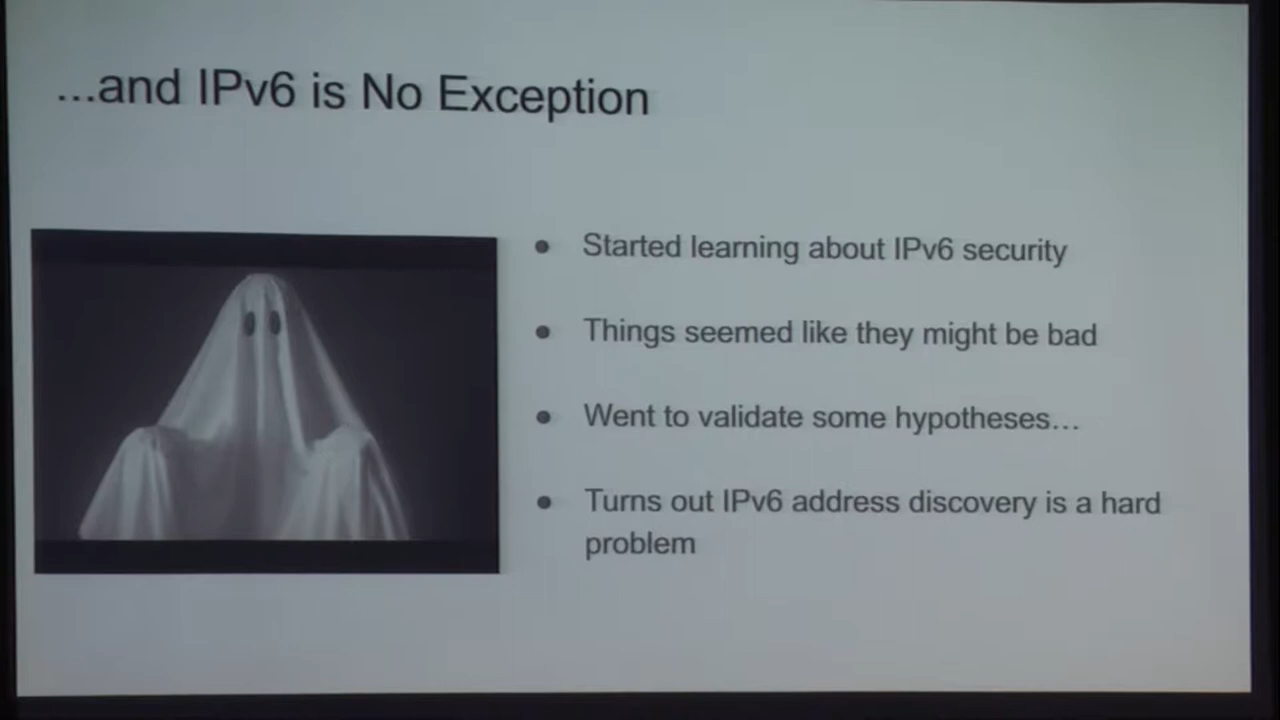 ...and IPv6 is No Exception
● Started learning about IPv6 security
● Things seemed like they might be bad
● Went to validate some hypotheses…
● Turns out IPv6 address discovery is a hard
problem